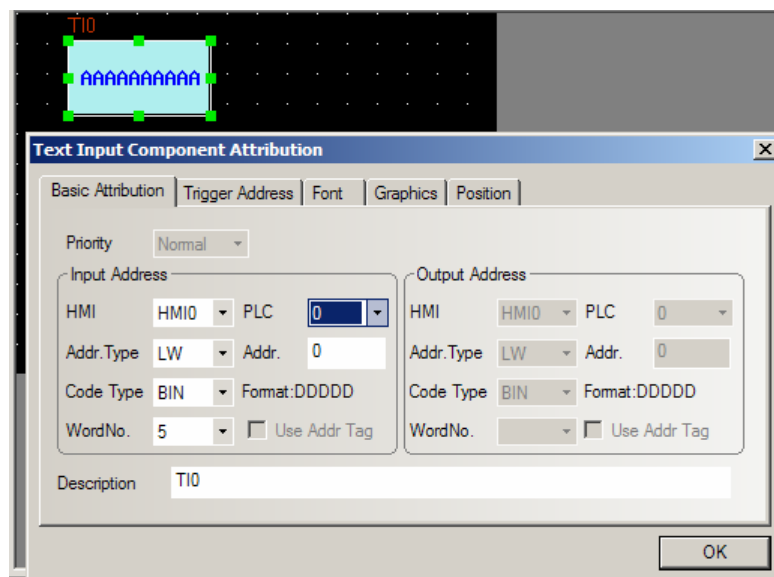 TI0
AAAAAAAAAA
Text Input Component Attribution
Basic Attribution Trigger Address Font Graphics Position
Priority Normal
Input Address Output Address
HMI HMI0 PLC 0 HMI HMI0 PLC 0
Addr.Type LW Addr. 0 Addr.Type LW Addr. 0
Code Type BIN Format:DDDDD Code Type BIN Format:DDDDD
WordNo. 5 Use Addr Tag WordNo. Use Addr Tag
Description TI0
OK